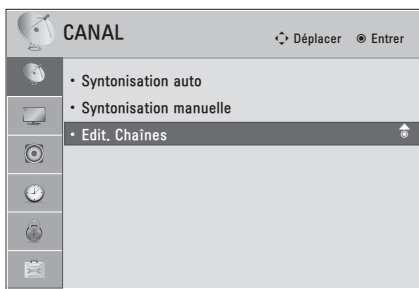 CANAL
Déplacer Entrer
• Syntonisation auto
• Syntonisation manuelle
• Edit. Chaînes